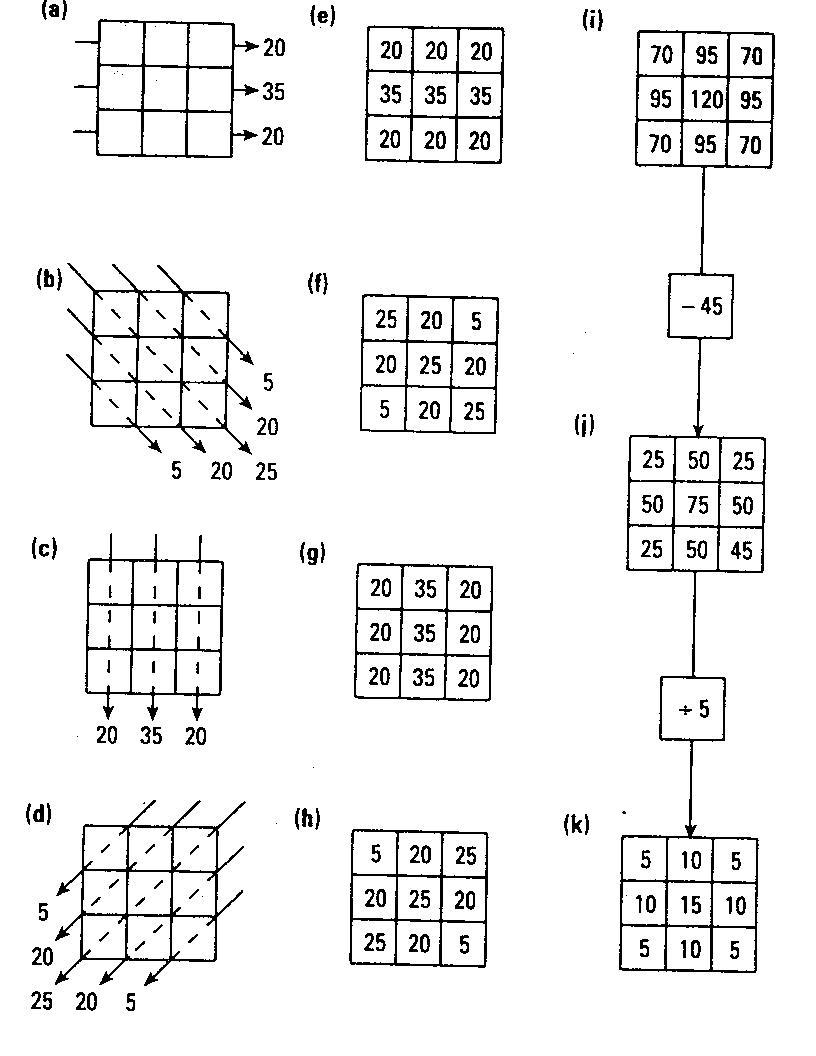 (a)
20
35
20
(e)
20 20 20
35 35 35
20 20 20
(i)
70 95 70
95 120 95
70 95 70
− 45
(b)
5
20
5 20 25
(f)
25 20 5
20 25 20
5 20 25
(j)
25 50 25
50 75 50
25 50 45
(c)
20 35 20
(g)
20 35 20
20 35 20
20 35 20
÷ 5
(d)
5
20
25 20 5
(h)
5 20 25
20 25 20
25 20 5
(k)
5 10 5
10 15 10
5 10 5